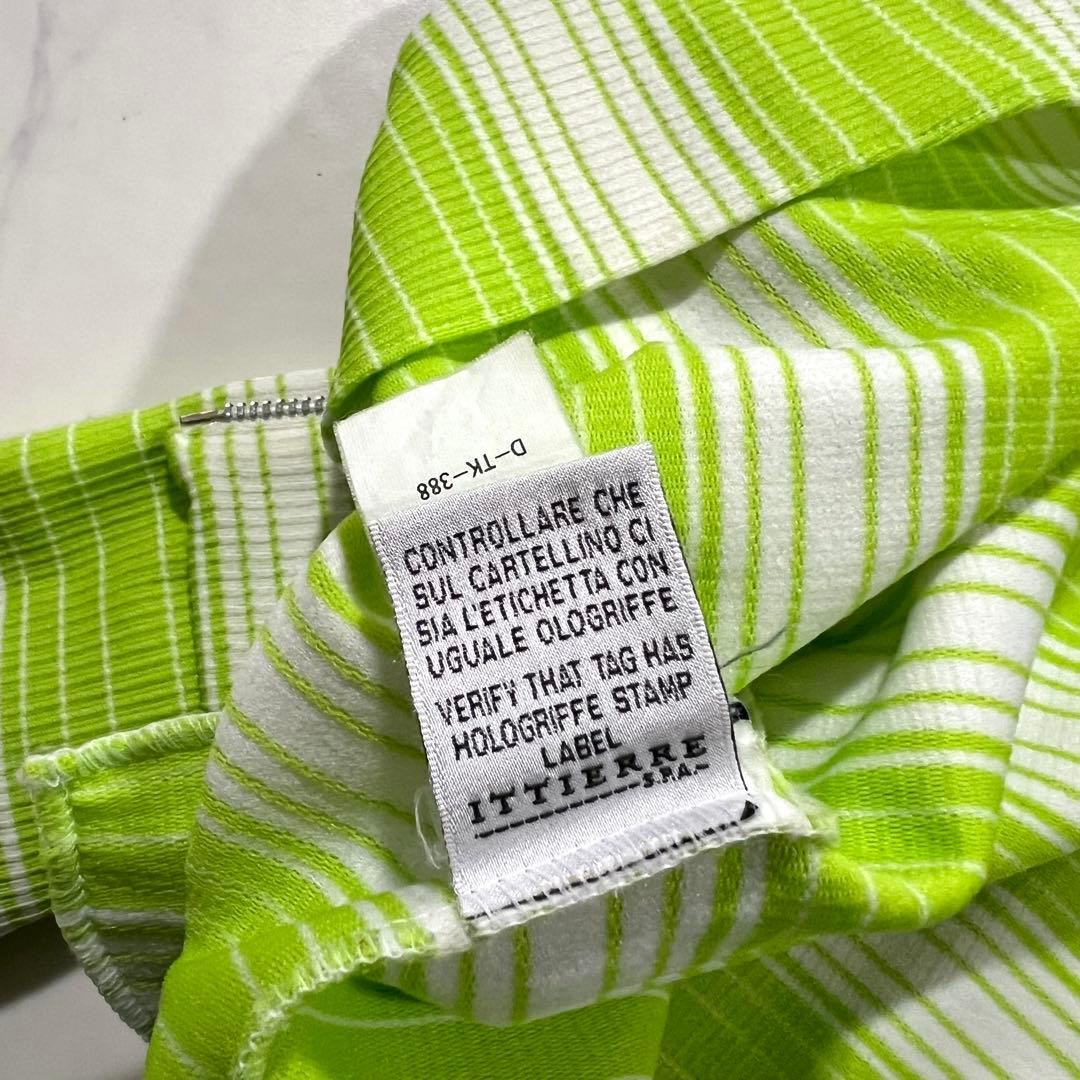 D-TK-388
CONTROLLARE CHE
SUL CARTELLINO CI
SIA L'ETICHETTA CON
UGUALE OLOGRIFFE
VERIFY THAT TAG HAS
HOLOGRIFFE STAMP
LABEL
ITTIERRE
S.P.A.